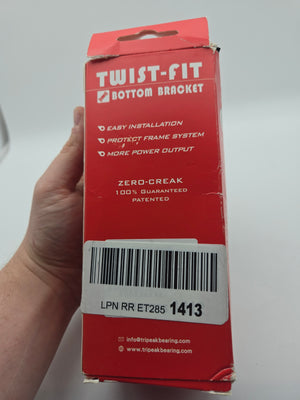 TWIST-FIT
BOTTOM BRACKET
EASY INSTALLATION
PROTECT FRAME SYSTEM
MORE POWER OUTPUT
ZERO-CREAK
100% GUARANTEED
PATENTED
LPN RR ET285 1413
info@tripeakbearing.com
www.tripeakbearing.com